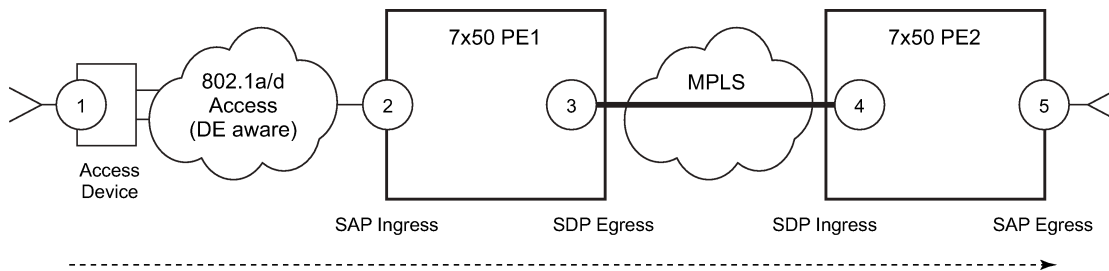 7x50 PE1
7x50 PE2
802.1a/d
Access
(DE aware)
MPLS
1
2
3
4
5
Access
Device
SAP Ingress
SDP Egress
SDP Ingress
SAP Egress